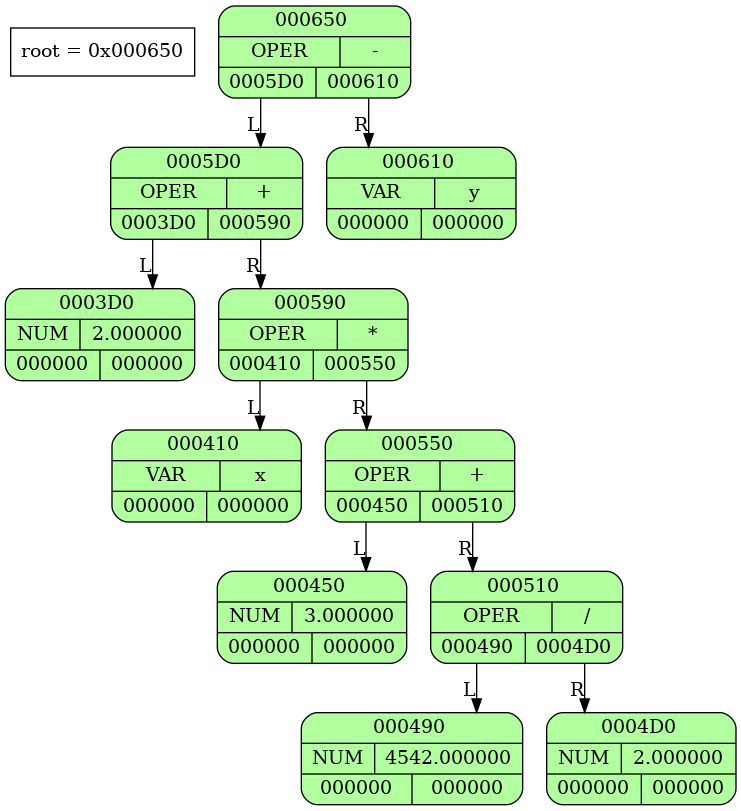 root = 0x000650
000650
OPER -
0005D0 000610
L R
0005D0
OPER +
0003D0 000590
000610
VAR y
000000 000000
L R
0003D0
NUM 2.000000
000000 000000
000590
OPER *
000410 000550
L R
000410
VAR x
000000 000000
000550
OPER +
000450 000510
L R
000450
NUM 3.000000
000000 000000
000510
OPER /
000490 0004D0
L R
000490
NUM 4542.000000
000000 000000
0004D0
NUM 2.000000
000000 000000